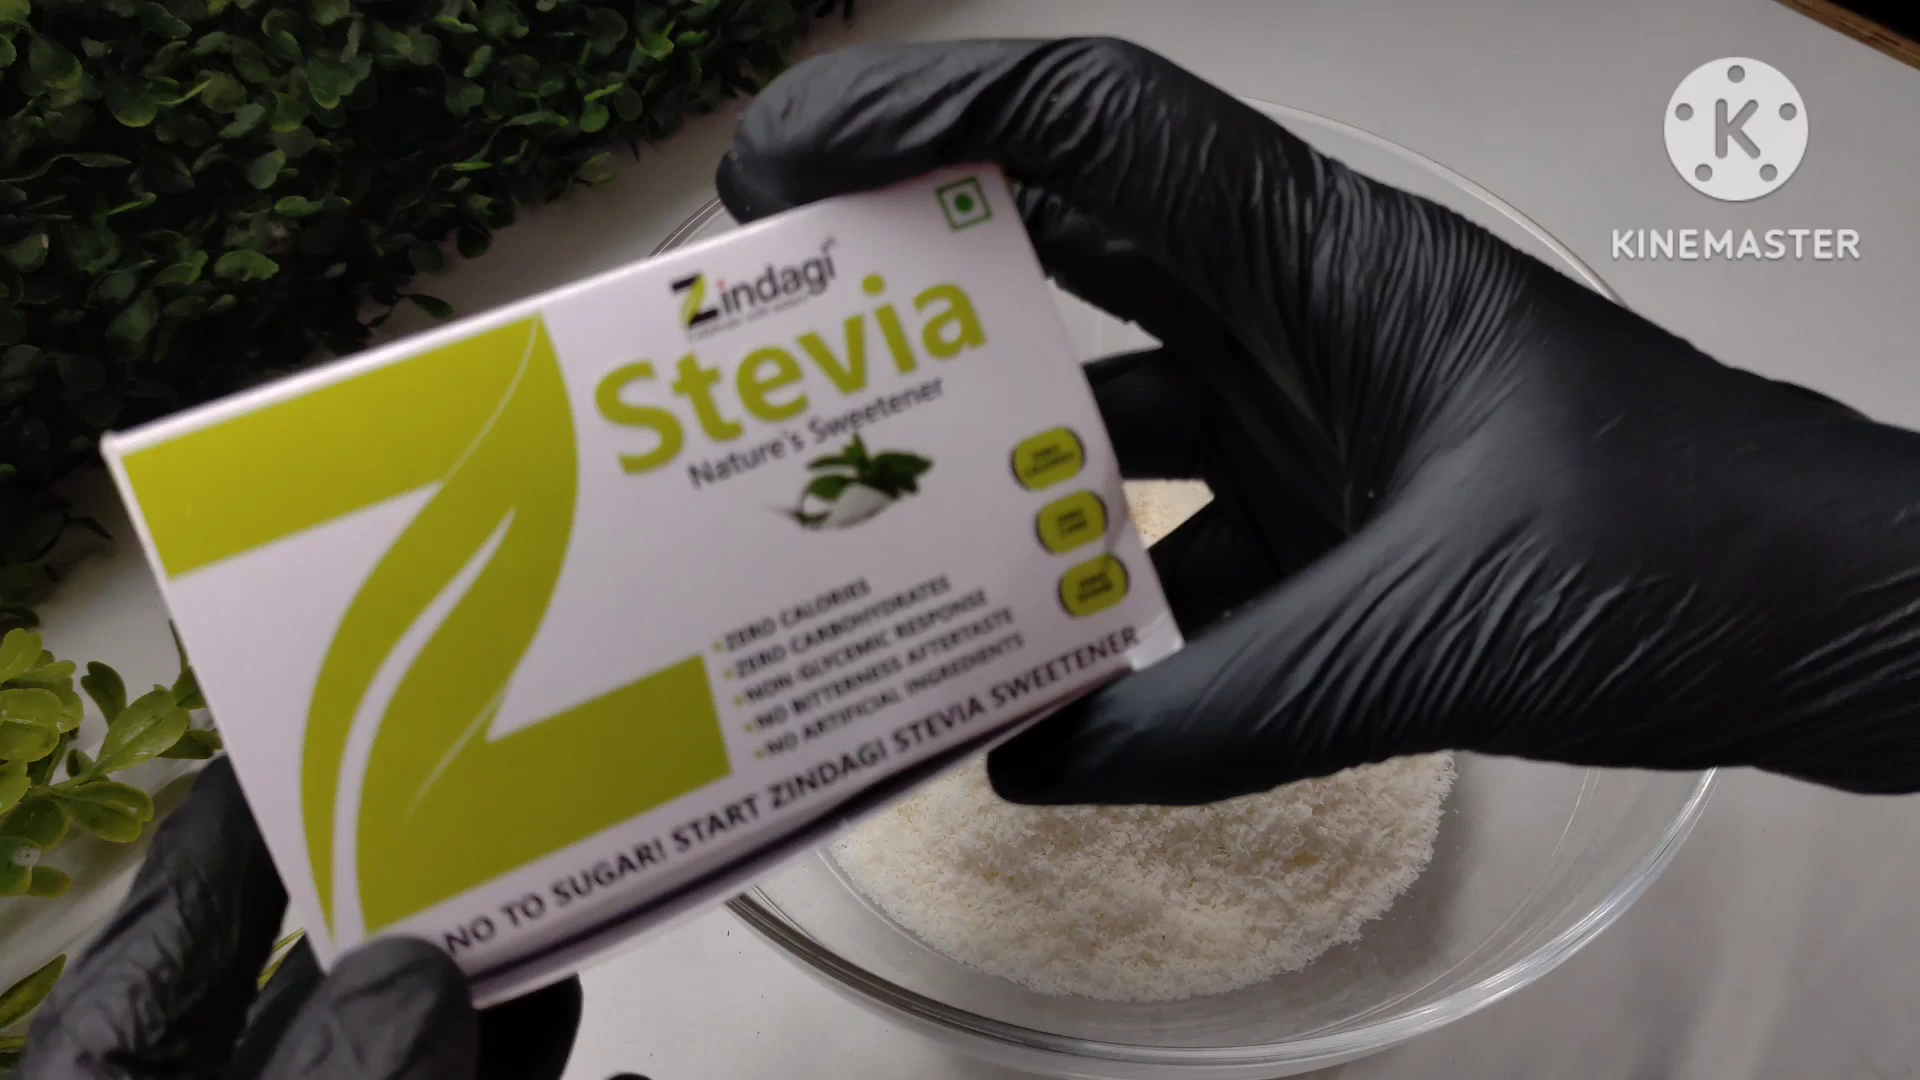 K
KINEMASTER
Zindagi
Stevia
Nature's Sweetener
ZERO CALORIES
ZERO CARBOHYDRATES
NON-GLYCEMIC RESPONSE
NO BITTERNESS AFTERTASTE
NO ARTIFICIAL INGREDIENTS
NO TO SUGAR! START ZINDAGI STEVIA SWEETENER